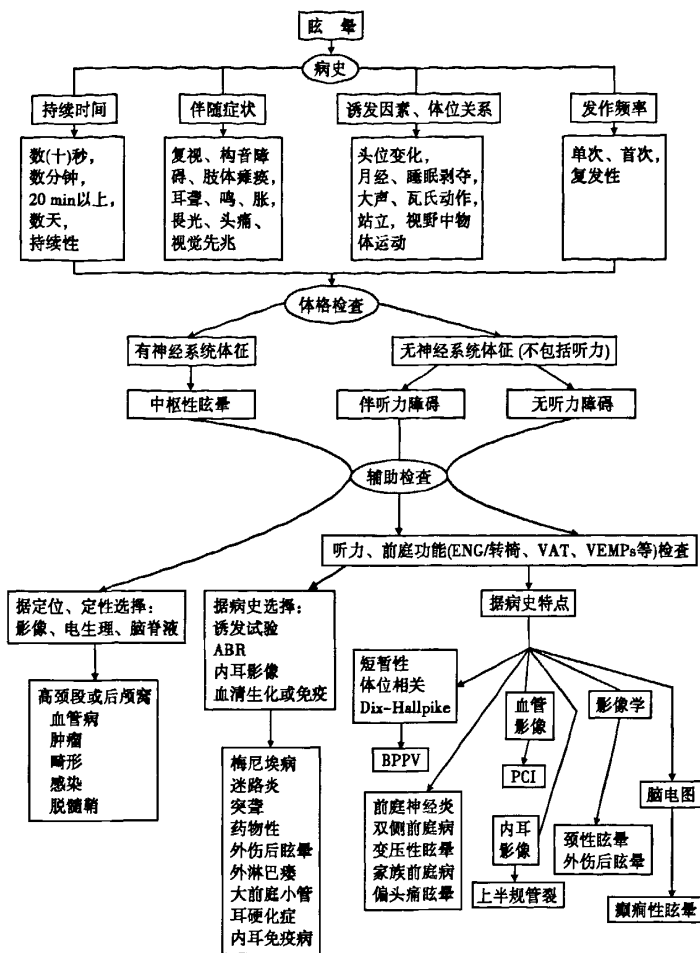 眩 晕
病史
持续时间
伴随症状
诱发因素、体位关系
发作频率
数(十)秒，
数分钟，
20 min以上，
数天，
持续性
复视、构音障
碍、肢体瘫痪，
耳聋、鸣、胀，
畏光、头痛、
视觉先兆
头位变化，
月经、睡眠剥夺，
大声、瓦氏动作，
站立，视野中物
体运动
单次、首次，
复发性
体格检查
有神经系统体征
无神经系统体征(不包括听力)
中枢性眩晕
伴听力障碍
无听力障碍
辅助检查
听力、前庭功能(ENG/转椅、VAT、VEMPs等)检查
据定位、定性选择：
影像、电生理、脑脊液
据病史选择：
诱发试验
ABR
内耳影像
血清生化或免疫
据病史特点
高颈段或后颅窝
血管病
肿瘤
畸形
感染
脱髓鞘
短暂性
体位相关
Dix-Hallpike
血管
影像
影像学
BPPV
PCI
脑电图
梅尼埃病
迷路炎
突聋
药物性
外伤后眩晕
外淋巴瘘
大前庭小管
耳硬化症
内耳免疫病
前庭神经炎
双侧前庭病
变压性眩晕
家族前庭病
偏头痛眩晕
内耳
影像
颈性眩晕
外伤后眩晕
上半规管裂
癫痫性眩晕